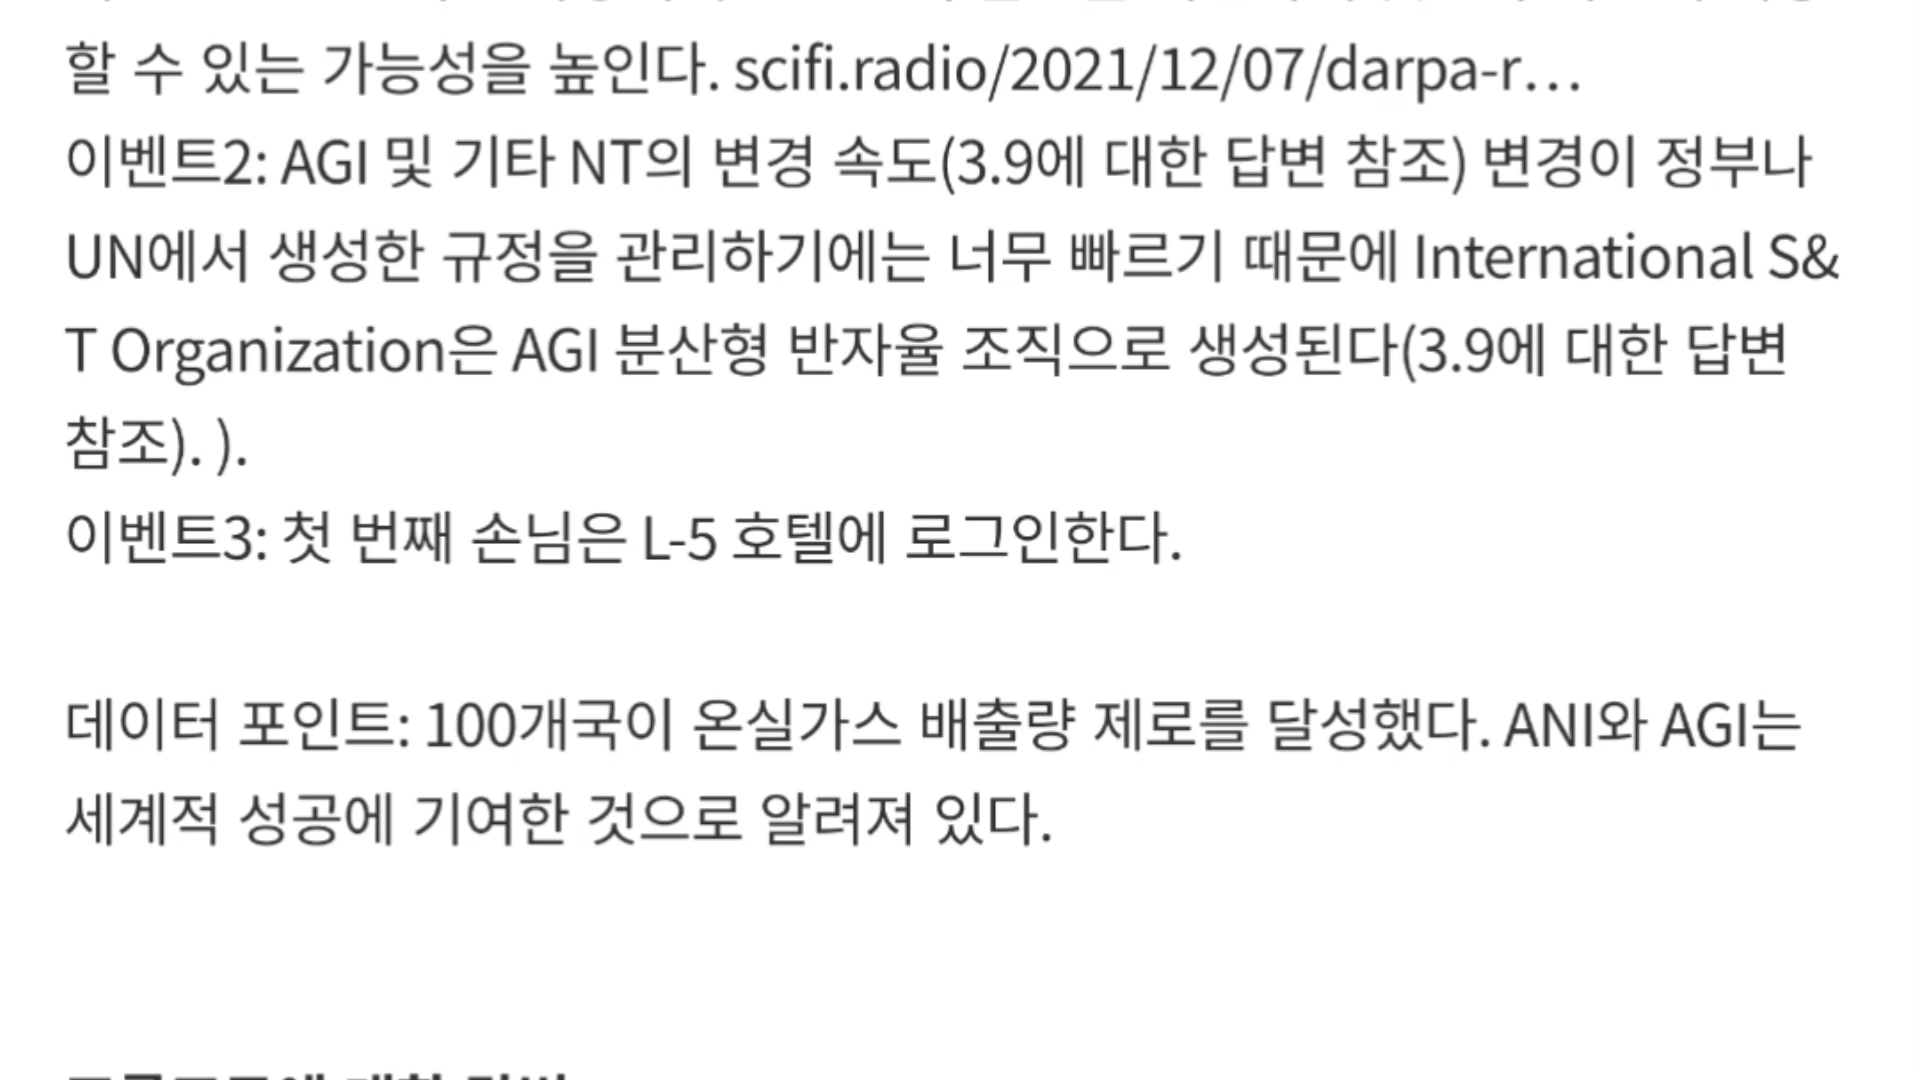 할 수 있는 가능성을 높인다. scifi.radio/2021/12/07/darpa-r…
이벤트2: AGI 및 기타 NT의 변경 속도(3.9에 대한 답변 참조) 변경이 정부나
UN에서 생성한 규정을 관리하기에는 너무 빠르기 때문에 International S&
T Organization은 AGI 분산형 반자율 조직으로 생성된다(3.9에 대한 답변
참조). ).
이벤트3: 첫 번째 손님은 L-5 호텔에 로그인한다.
데이터 포인트: 100개국이 온실가스 배출량 제로를 달성했다. ANI와 AGI는
세계적 성공에 기여한 것으로 알려져 있다.